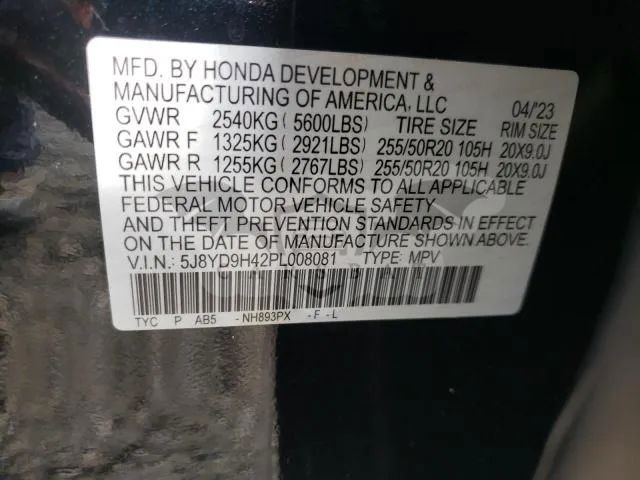 MFD. BY HONDA DEVELOPMENT &
MANUFACTURING OF AMERICA, LLC 04/23
GVWR 2540KG ( 5600LBS) TIRE SIZE RIM SIZE
GAWR F 1325KG ( 2921LBS) 255/50R20 105H 20X9.0J
GAWR R 1255KG ( 2767LBS) 255/50R20 105H 20X9.0J
THIS VEHICLE CONFORMS TO ALL APPLICABLE
FEDERAL MOTOR VEHICLE SAFETY
AND THEFT PREVENTION STANDARDS IN EFFECT
ON THE DATE OF MANUFACTURE SHOWN ABOVE.
V.I.N.: 5J8YD9H42PL008081 TYPE: MPV
TYC P AB5 - NH893PX - F - L